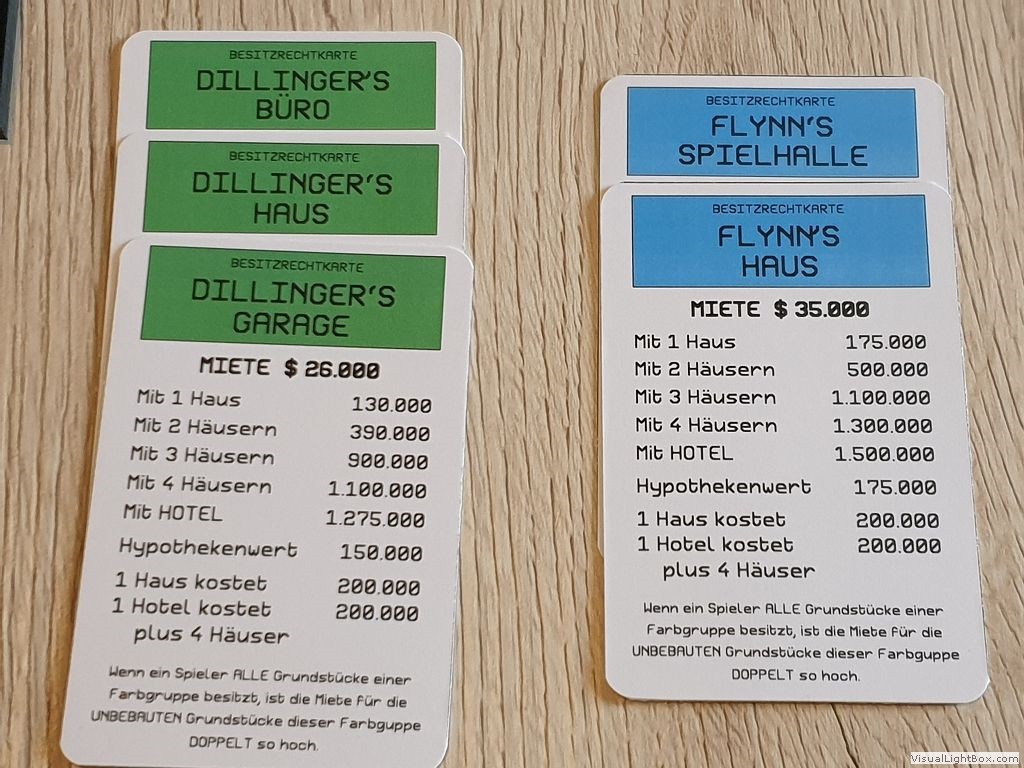 BESITZRECHTKARTE
DILLINGER'S
BÜRO
BESITZRECHTKARTE
DILLINGER'S
HAUS
BESITZRECHTKARTE
DILLINGER'S
GARAGE
MIETE $ 26.000
Mit 1 Haus 130.000
Mit 2 Häusern 390.000
Mit 3 Häusern 900.000
Mit 4 Häusern 1.100.000
Mit HOTEL 1.275.000
Hypothekenwert 150.000
1 Haus kostet 200.000
1 Hotel kostet 200.000
plus 4 Häuser
Wenn ein Spieler ALLE Grundstücke einer
Farbgruppe besitzt, ist die Miete für die
UNBEBAUTEN Grundstücke dieser Farbguppe
DOPPELT so hoch.
BESITZRECHTKARTE
FLYNN'S
SPIELHALLE
BESITZRECHTKARTE
FLYNN'S
HAUS
MIETE $ 35.000
Mit 1 Haus 175.000
Mit 2 Häusern 500.000
Mit 3 Häusern 1.100.000
Mit 4 Häusern 1.300.000
Mit HOTEL 1.500.000
Hypothekenwert 175.000
1 Haus kostet 200.000
1 Hotel kostet 200.000
plus 4 Häuser
Wenn ein Spieler ALLE Grundstücke einer
Farbgruppe besitzt, ist die Miete für die
UNBEBAUTEN Grundstücke dieser Farbguppe
DOPPELT so hoch.
VisualLightBox.com